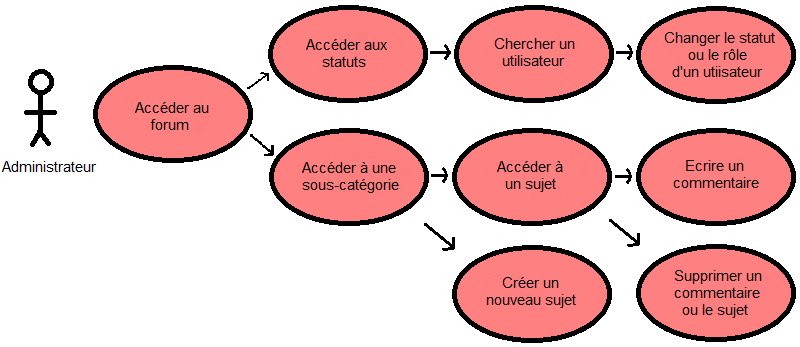 Administrateur
Accéder au
forum
Accéder aux
statuts
Chercher un
utilisateur
Changer le statut
ou le rôle
d'un utiisateur
Accéder à une
sous-catégorie
Accéder à
un sujet
Ecrire un
commentaire
Créer un
nouveau sujet
Supprimer un
commentaire
ou le sujet